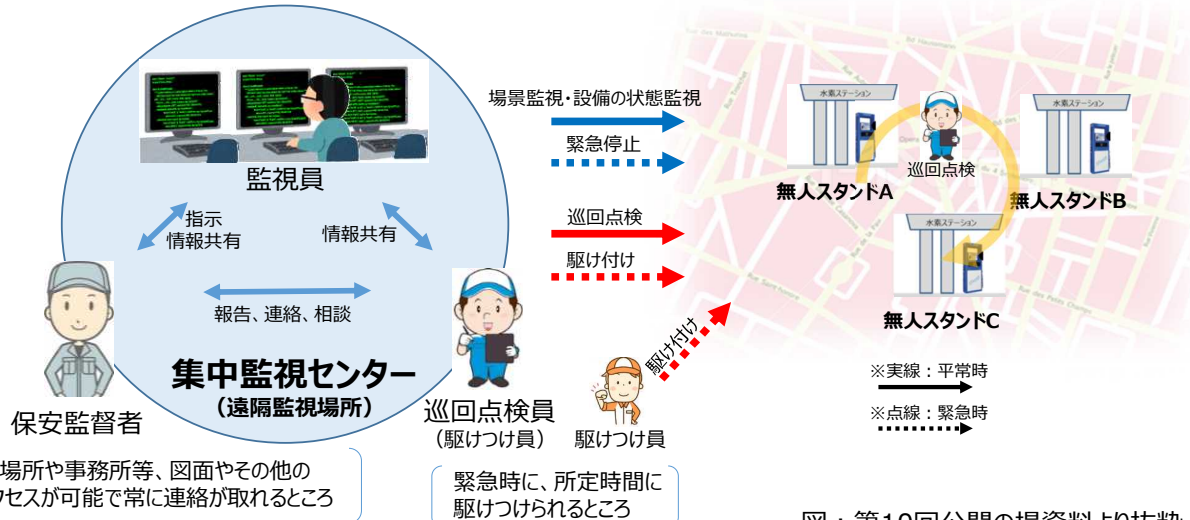 監視員
指示
情報共有
情報共有
報告、連絡、相談
集中監視センター
（遠隔監視場所）
保安監督者
巡回点検員
（駆けつけ員）
駆けつけ員
場所や事務所等、図面やその他の
クセスが可能で常に連絡が取れるところ
緊急時に、所定時間に
駆けつけられるところ
場景監視・設備の状態監視
緊急停止
巡回点検
駆け付け
駆け付け
水素ステーション
無人スタンドA
巡回点検
水素ステーション
無人スタンドB
水素ステーション
無人スタンドC
※実線：平常時
※点線：緊急時